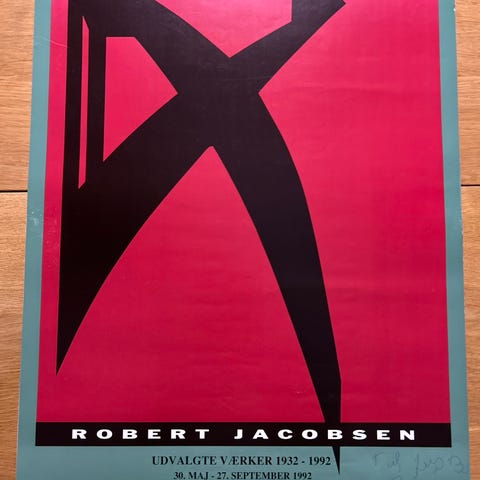 ROBERT JACOBSEN
UDVALGTE VÆRKER 1932 - 1992
30. MAJ - 27. SEPTEMBER 1992